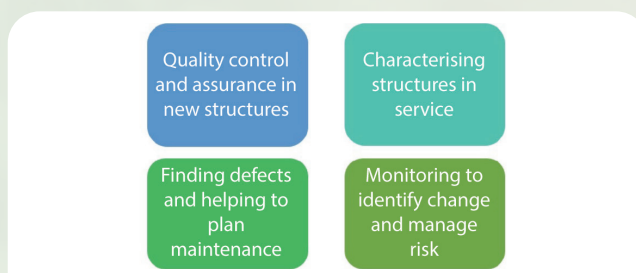 Quality control
and assurance in
new structures
Characterising
structures in
service
Finding defects
and helping to
plan
maintenance
Monitoring to
identify change
and manage
risk